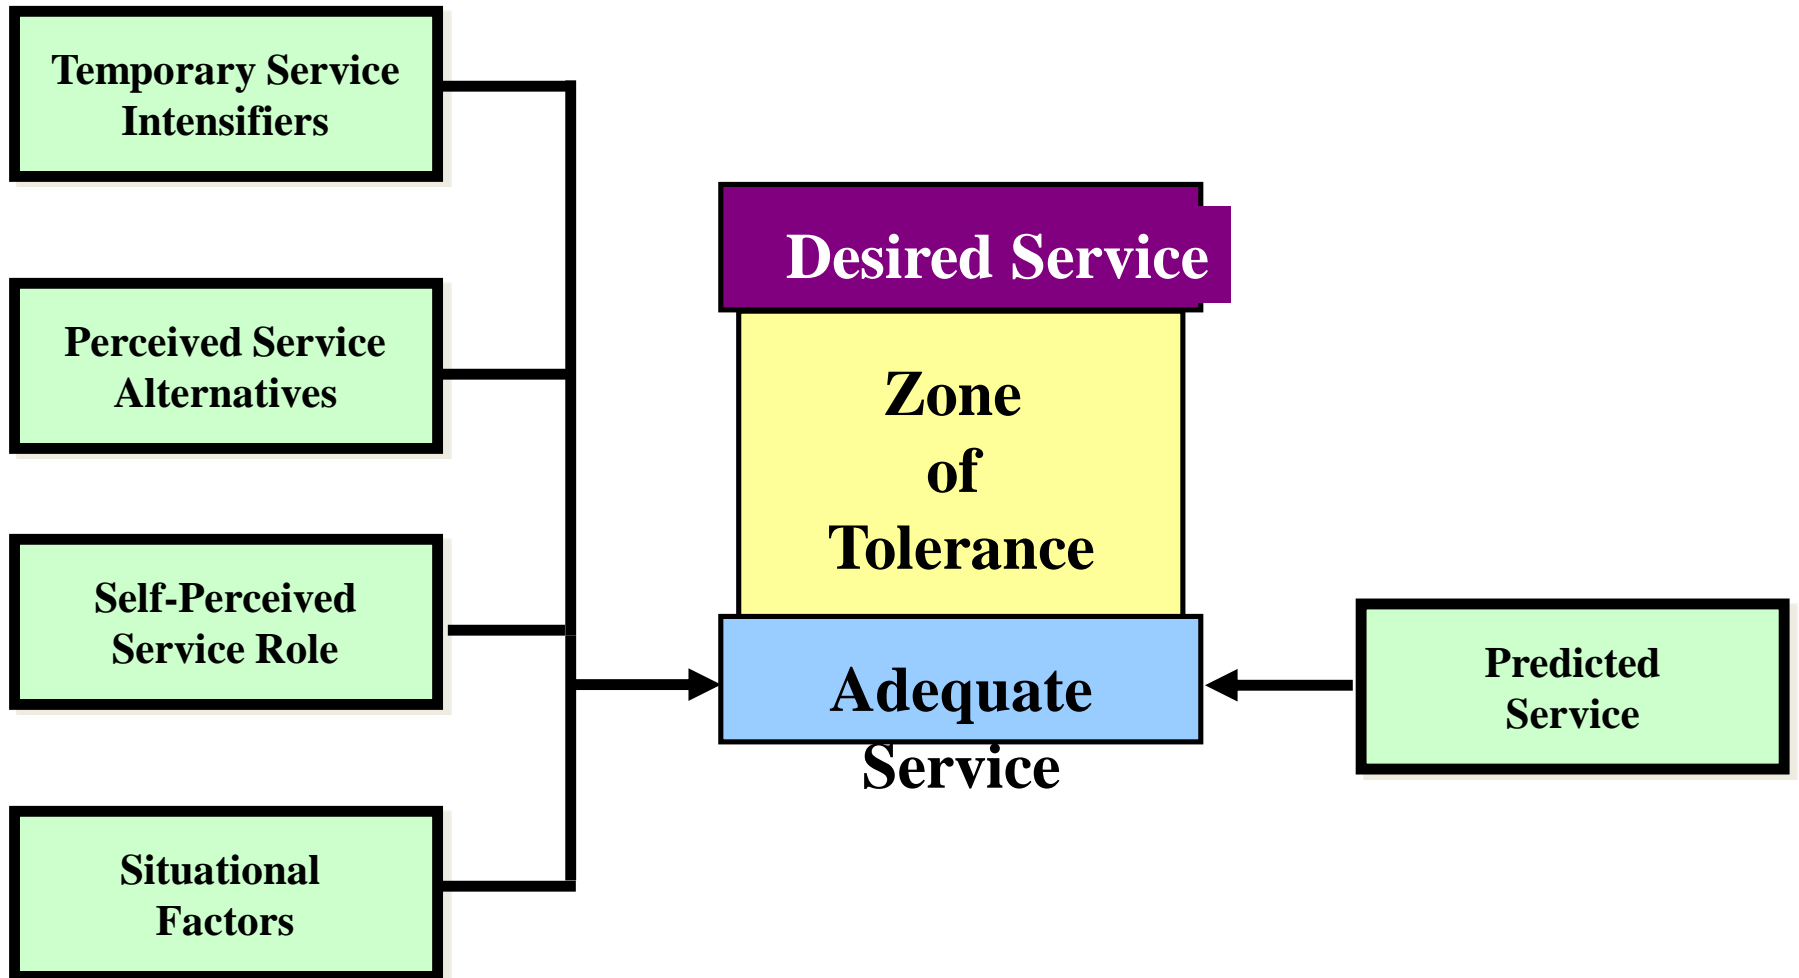 Temporary Service
Intensifiers
Perceived Service
Alternatives
Self-Perceived
Service Role
Situational
Factors
Desired Service
Zone
of
Tolerance
Adequate
Service
Predicted
Service